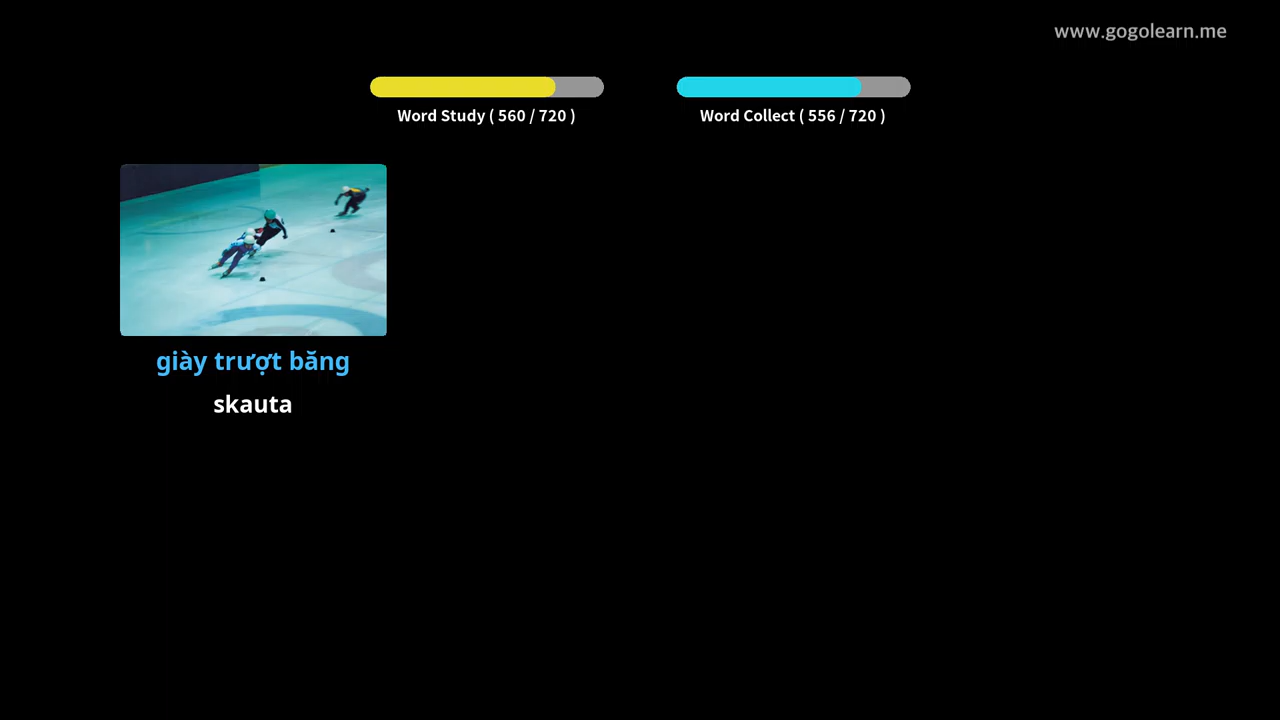 www.gogolearn.me
Word Study ( 560 / 720 )
Word Collect ( 556 / 720 )
giày trượt băng
skauta